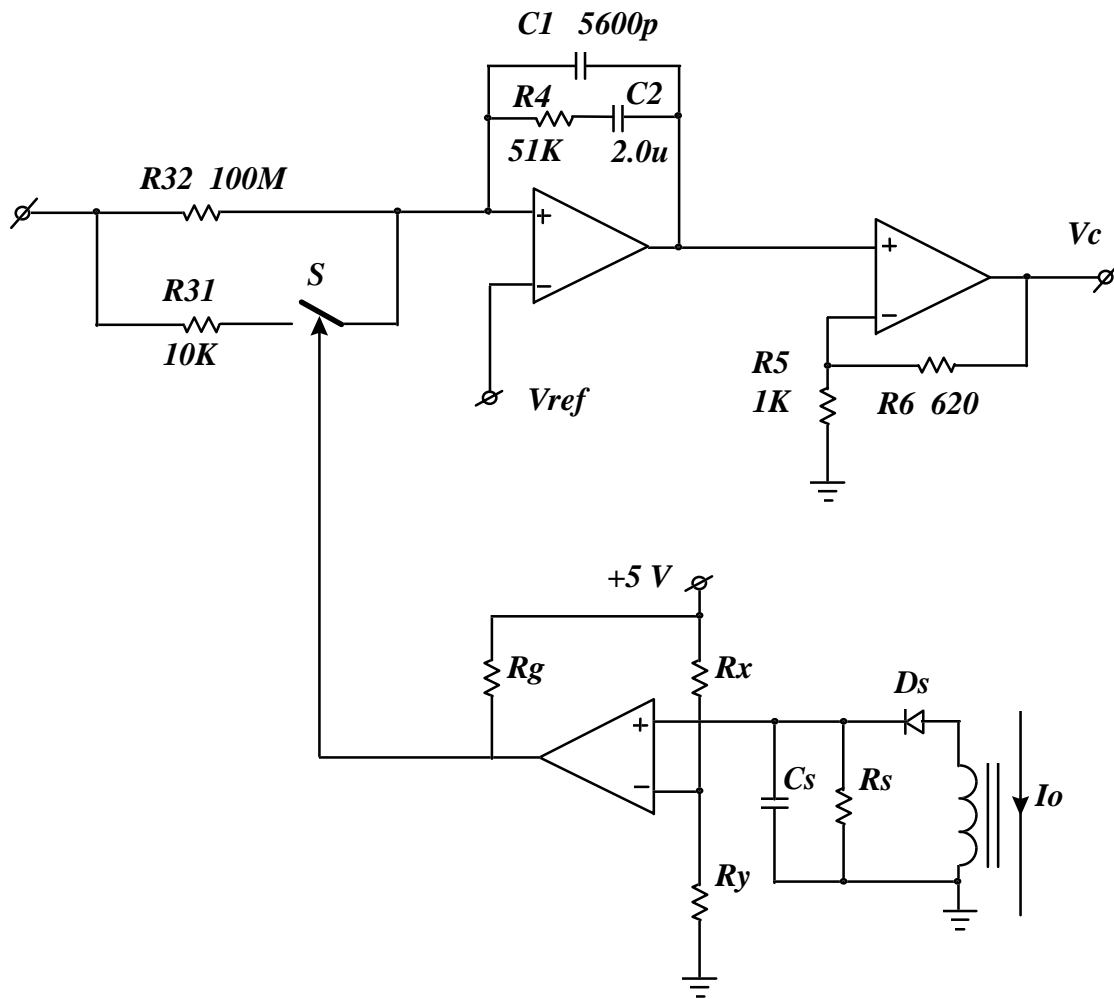 C1 5600p
R4
C2
51K
2.0u
R32 100M
+
−
S
R31
10K
Vref
+
−
Vc
R5
1K
R6 620
+5 V
Rg
Rx
Ds
+
−
Cs
Rs
Io
Ry